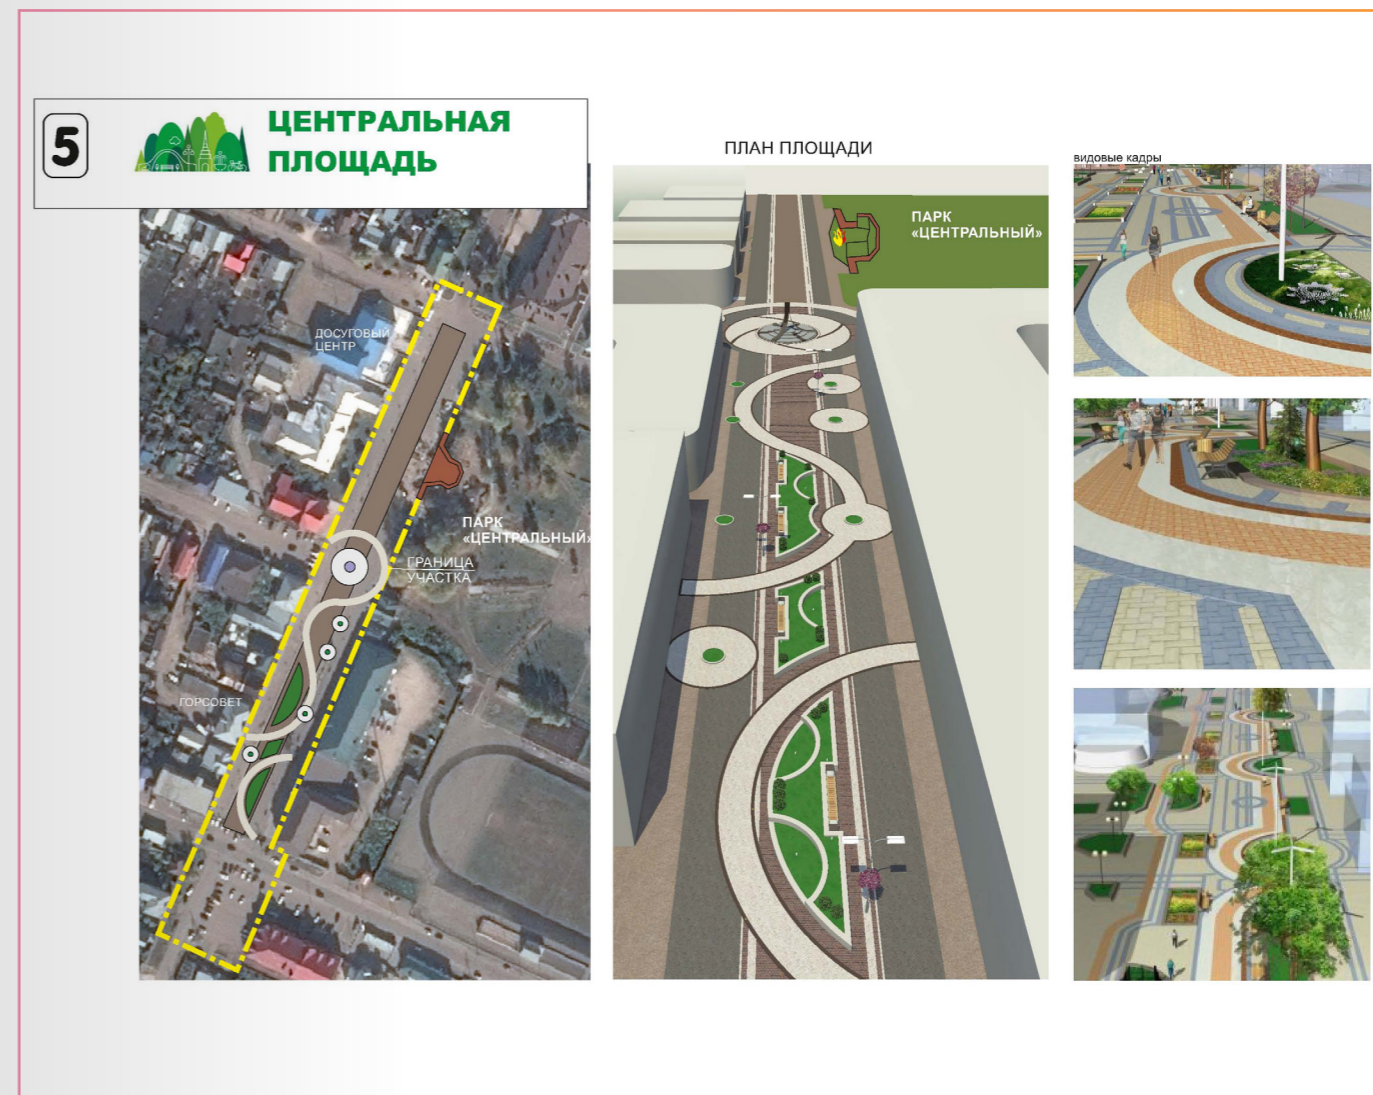 5
ЦЕНТРАЛЬНАЯ
ПЛОЩАДЬ
ДОСУГОВЫЙ
ЦЕНТР
ПАРК
«ЦЕНТРАЛЬНЫЙ»
ГРАНИЦА
УЧАСТКА
ГОРСОВЕТ
ПЛАН ПЛОЩАДИ
ПАРК
«ЦЕНТРАЛЬНЫЙ»
видовые кадры